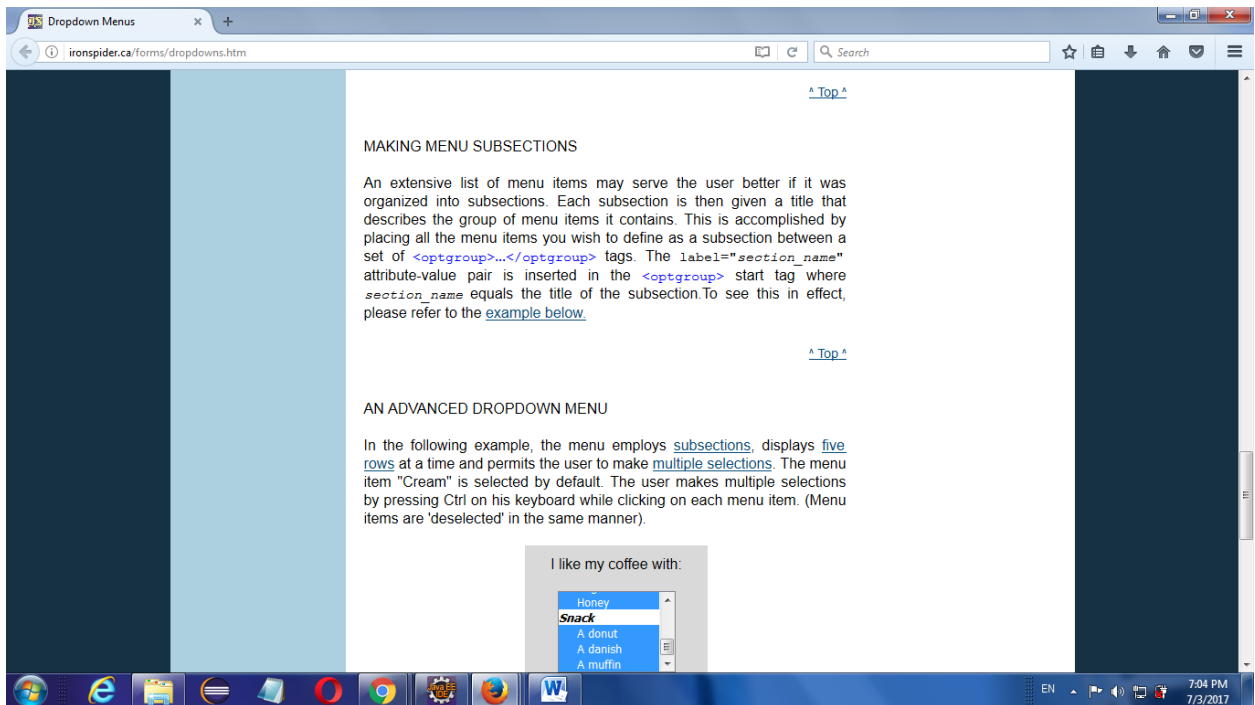 Dropdown Menus
ironspider.ca/forms/dropdowns.htm
Search
^ Top ^
MAKING MENU SUBSECTIONS
An extensive list of menu items may serve the user better if it was
organized into subsections. Each subsection is then given a title that
describes the group of menu items it contains. This is accomplished by
placing all the menu items you wish to define as a subsection between a
set of <optgroup>...</optgroup> tags. The label="section_name"
attribute-value pair is inserted in the <optgroup> start tag where
section_name equals the title of the subsection.To see this in effect,
please refer to the example below.
^ Top ^
AN ADVANCED DROPDOWN MENU
In the following example, the menu employs subsections, displays five
rows at a time and permits the user to make multiple selections. The menu
item "Cream" is selected by default. The user makes multiple selections
by pressing Ctrl on his keyboard while clicking on each menu item. (Menu
items are 'deselected' in the same manner).
I like my coffee with:
Honey
Snack
A donut
A danish
A muffin
Java EE
IDE
EN
7:04 PM
7/3/2017